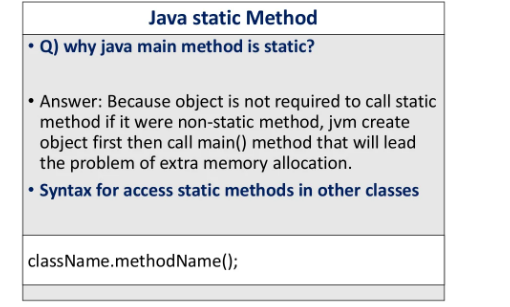 Java static Method
• Q) why java main method is static?
• Answer: Because object is not required to call static
method if it were non-static method, jvm create
object first then call main() method that will lead
the problem of extra memory allocation.
• Syntax for access static methods in other classes
className.methodName();